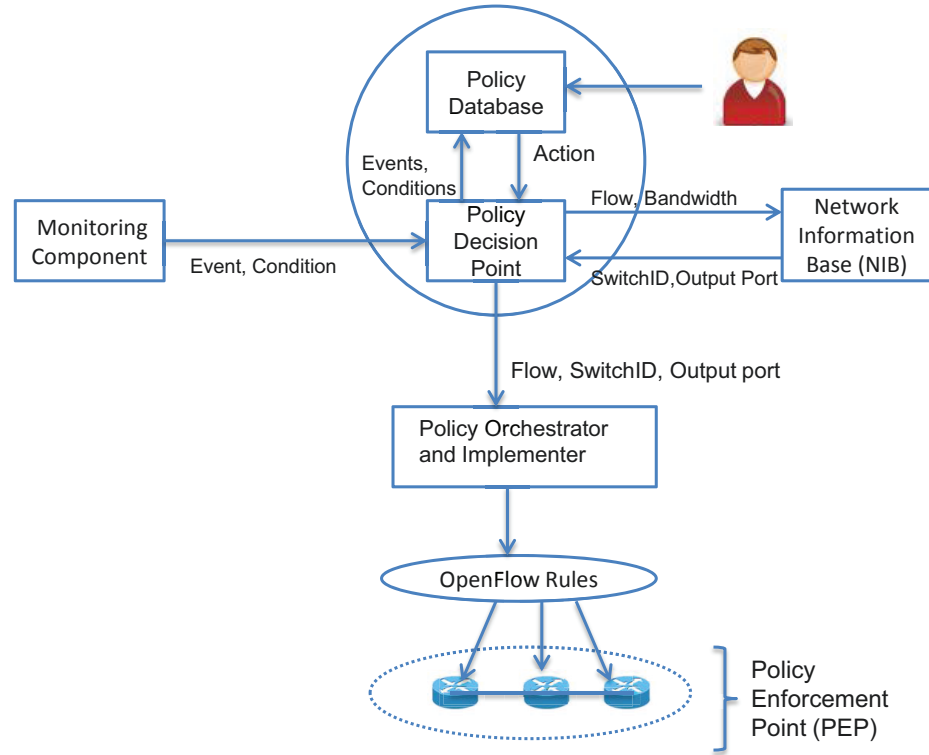 Policy
Database
Events,
Conditions
Action
Monitoring
Component
Event, Condition
Policy
Decision
Point
Flow, Bandwidth
SwitchID,Output Port
Network
Information
Base (NIB)
Flow, SwitchID, Output port
Policy Orchestrator
and Implementer
OpenFlow Rules
Policy
Enforcement
Point (PEP)